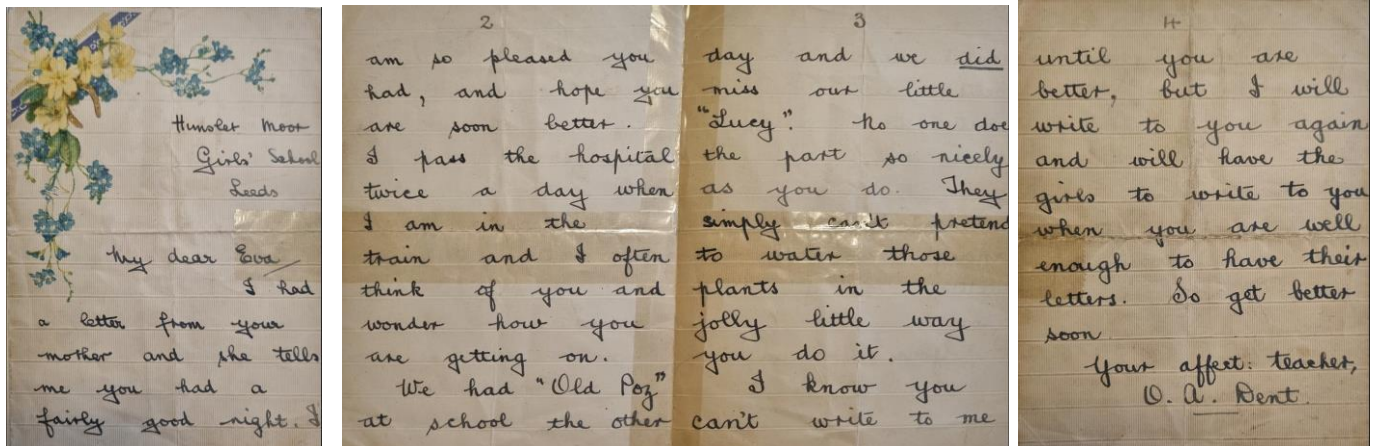 Hunslet Moor
Girls' School
Leeds
My dear Eva
I had
a letter from your
mother and she tells
me you had a
fairly good night. I
2
am so pleased you
had, and hope you
are soon better.
I pass the hospital
twice a day when
I am in the
train and I often
think of you and
wonder how you
are getting on.
We had "Old Poz"
at school the other
3
day and we did
miss our little
"Lucy". No one doe
the part so nicely
as you do. They
simply can't pretend
to water those
plants in the
jolly little way
you do it.
I know you
can't write to me
4
until you are
better, but I will
write to you again
and will have the
girls to write to you
when you are well
enough to have their
letters. So get better
soon
Your affect: teacher,
O. A. Dent.